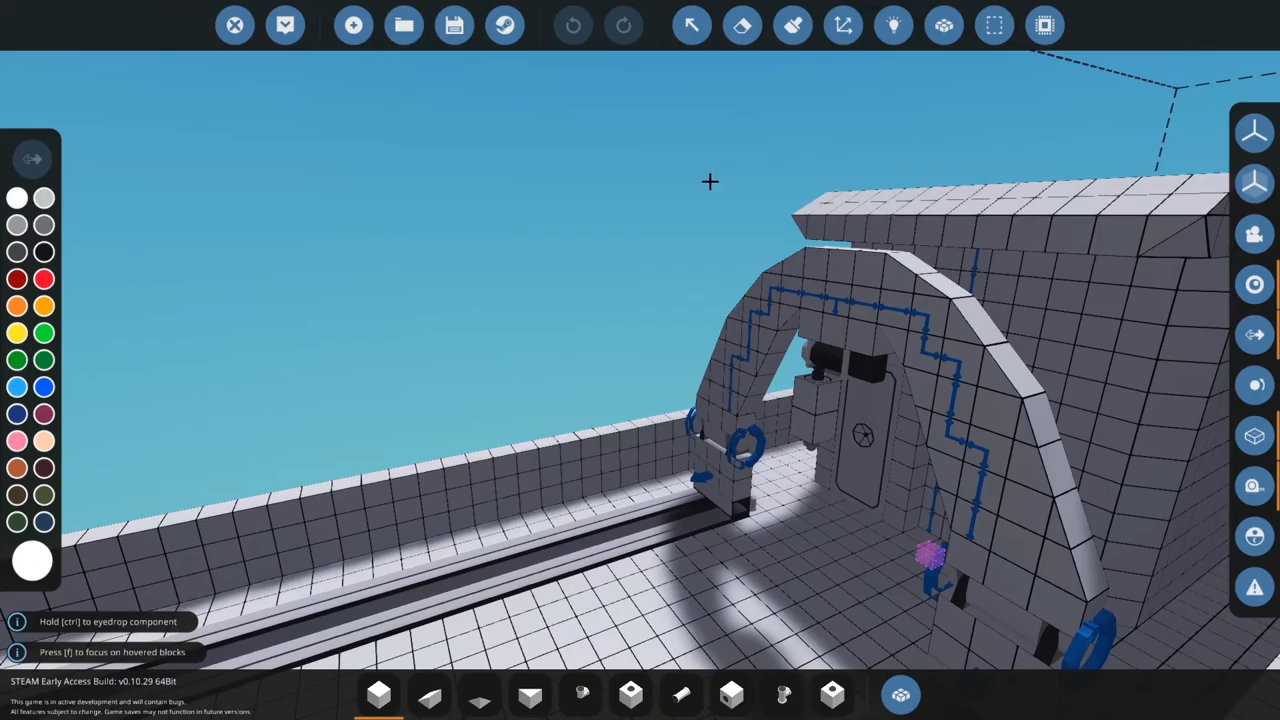 Hold [ctrl] to eyedrop component
Press [f] to focus on hovered blocks
STEAM Early Access Build: v0.10.29 64Bit
This game is in active development and will contain bugs.
All features subject to change. Game saves may not function in future versions.